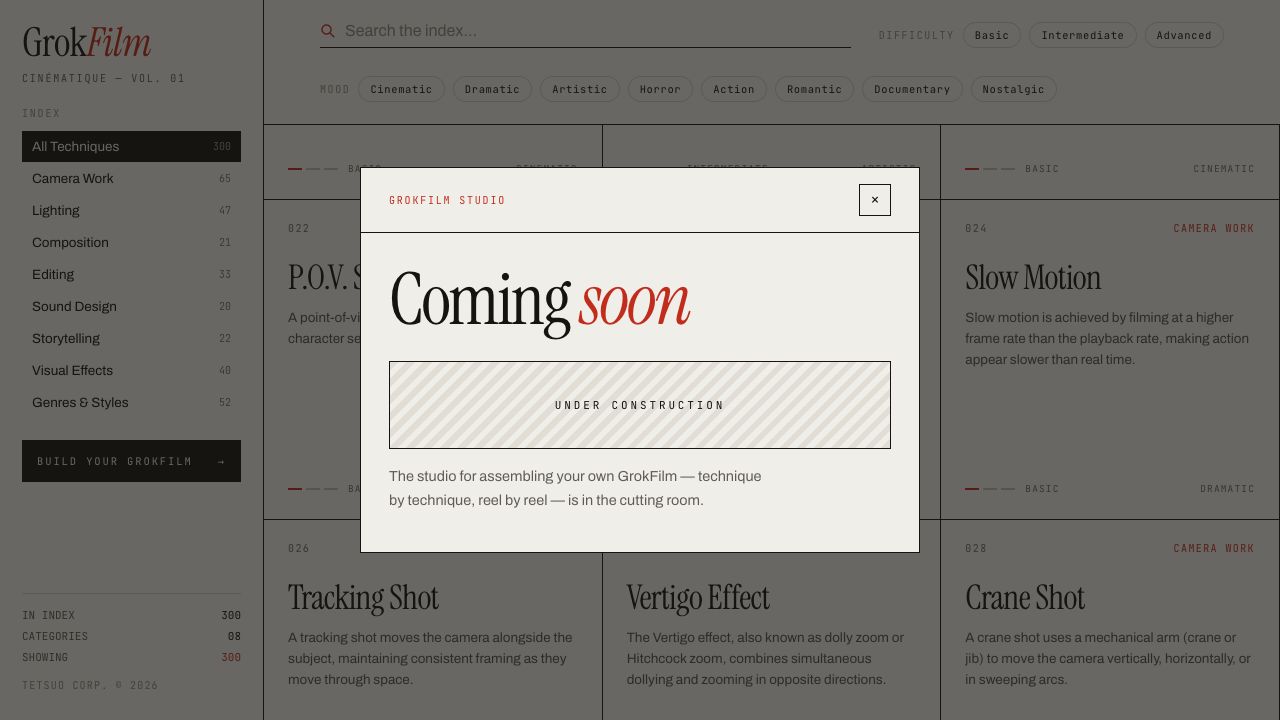 GrokFilm
CINÉMATIQUE — VOL. 01
INDEX
All Techniques 300
Camera Work 65
Lighting 47
Composition 21
Editing 33
Sound Design 20
Storytelling 22
Visual Effects 40
Genres & Styles 52
BUILD YOUR GROKFILM →
IN INDEX 300
CATEGORIES 08
SHOWING 300
TETSUO CORP. © 2026
Search the index...
DIFFICULTY Basic Intermediate Advanced
MOOD Cinematic Dramatic Artistic Horror Action Romantic Documentary Nostalgic
BASIC CINEMATIC
INTERMEDIATE ARTISTIC
BASIC CINEMATIC
GROKFILM STUDIO ×
Coming soon
UNDER CONSTRUCTION
The studio for assembling your own GrokFilm — technique
by technique, reel by reel — is in the cutting room.
022
P.O.V. S
A point-of-vi
character se
BA
024 CAMERA WORK
Slow Motion
Slow motion is achieved by filming at a higher
frame rate than the playback rate, making action
appear slower than real time.
BASIC DRAMATIC
026
Tracking Shot
A tracking shot moves the camera alongside the
subject, maintaining consistent framing as they
move through space.
Vertigo Effect
The Vertigo effect, also known as dolly zoom or
Hitchcock zoom, combines simultaneous
dollying and zooming in opposite directions.
028 CAMERA WORK
Crane Shot
A crane shot uses a mechanical arm (crane or
jib) to move the camera vertically, horizontally, or
in sweeping arcs.